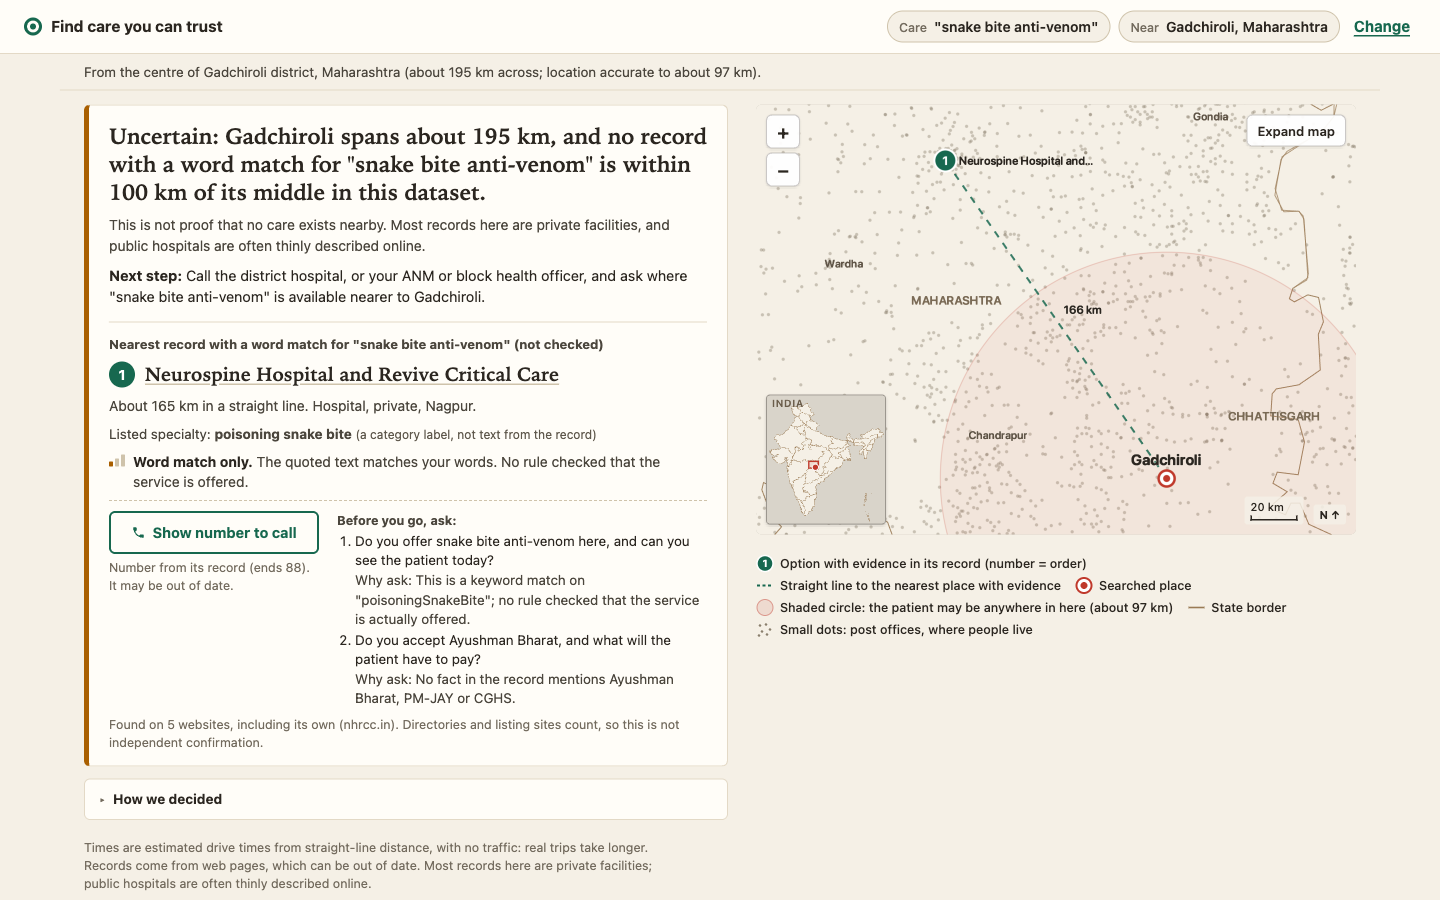 Find care you can trust
Care "snake bite anti-venom"
Near Gadchiroli, Maharashtra
Change
From the centre of Gadchiroli district, Maharashtra (about 195 km across; location accurate to about 97 km).
Uncertain: Gadchiroli spans about 195 km, and no record
with a word match for "snake bite anti-venom" is within
100 km of its middle in this dataset.
This is not proof that no care exists nearby. Most records here are private facilities, and
public hospitals are often thinly described online.
Next step: Call the district hospital, or your ANM or block health officer, and ask where
"snake bite anti-venom" is available nearer to Gadchiroli.
Nearest record with a word match for "snake bite anti-venom" (not checked)
1 Neurospine Hospital and Revive Critical Care
About 165 km in a straight line. Hospital, private, Nagpur.
Listed specialty: poisoning snake bite (a category label, not text from the record)
Word match only. The quoted text matches your words. No rule checked that the
service is offered.
Show number to call
Number from its record (ends 88).
It may be out of date.
Before you go, ask:
1. Do you offer snake bite anti-venom here, and can you
see the patient today?
Why ask: This is a keyword match on
"poisoningSnakeBite"; no rule checked that the service
is actually offered.
2. Do you accept Ayushman Bharat, and what will the
patient have to pay?
Why ask: No fact in the record mentions Ayushman
Bharat, PM-JAY or CGHS.
Found on 5 websites, including its own (nhrcc.in). Directories and listing sites count, so this is not
independent confirmation.
How we decided
Times are estimated drive times from straight-line distance, with no traffic: real trips take longer.
Records come from web pages, which can be out of date. Most records here are private facilities;
public hospitals are often thinly described online.
+
−
Gondia
Expand map
1 Neurospine Hospital and...
Wardha
MAHARASHTRA
166 km
INDIA
CHHATTISGARH
Chandrapur
Gadchiroli
20 km
N ↑
1 Option with evidence in its record (number = order)
Straight line to the nearest place with evidence
Searched place
Shaded circle: the patient may be anywhere in here (about 97 km)
State border
Small dots: post offices, where people live